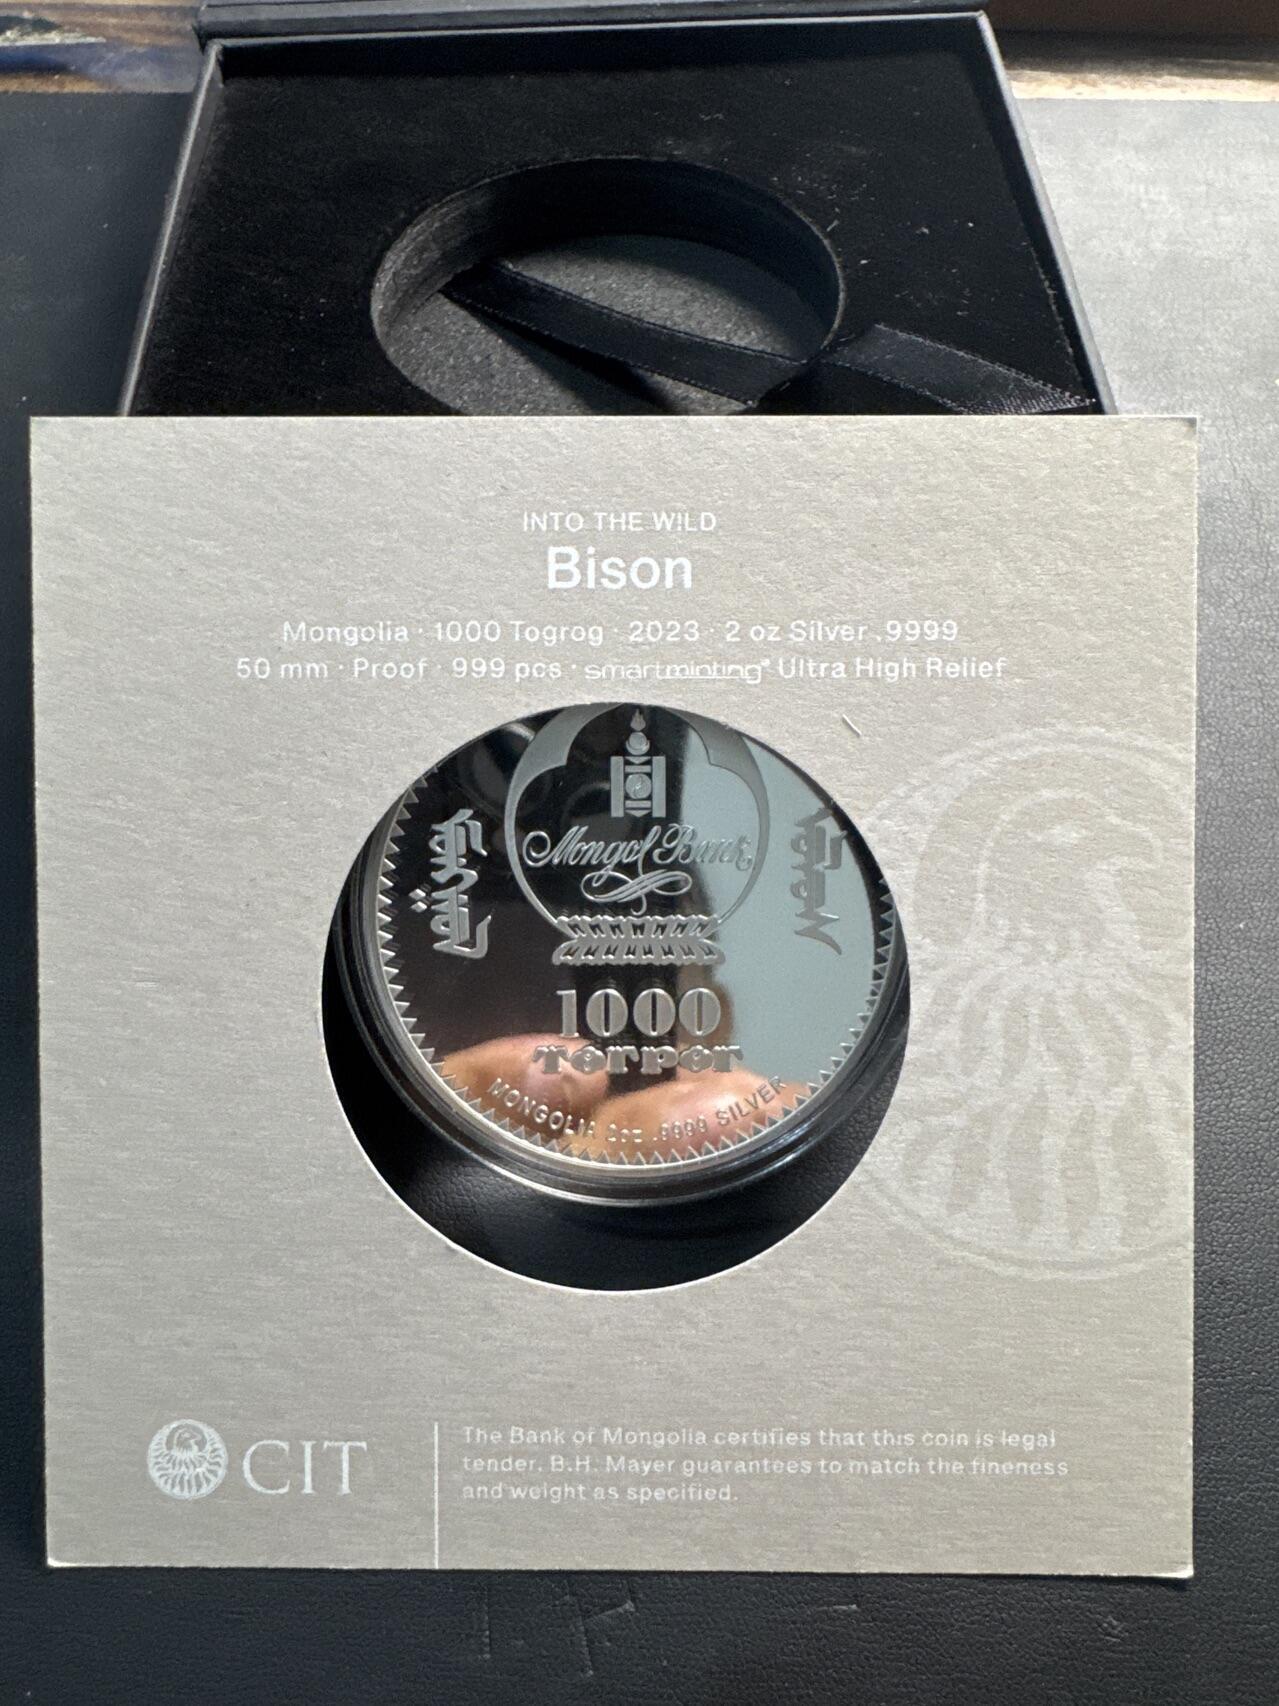 INTO THE WILD
Bison
Mongolia · 1000 Togrog · 2023 · 2 oz Silver .9999
50 mm · Proof · 999 pcs · smartminting® Ultra High Relief
Mongol Bank
1000
төгрөг
MONGOLIA 2OZ .9999 SILVER
CIT
The Bank of Mongolia certifies that this coin is legal
tender. B.H. Mayer guarantees to match the fineness
and weight as specified.